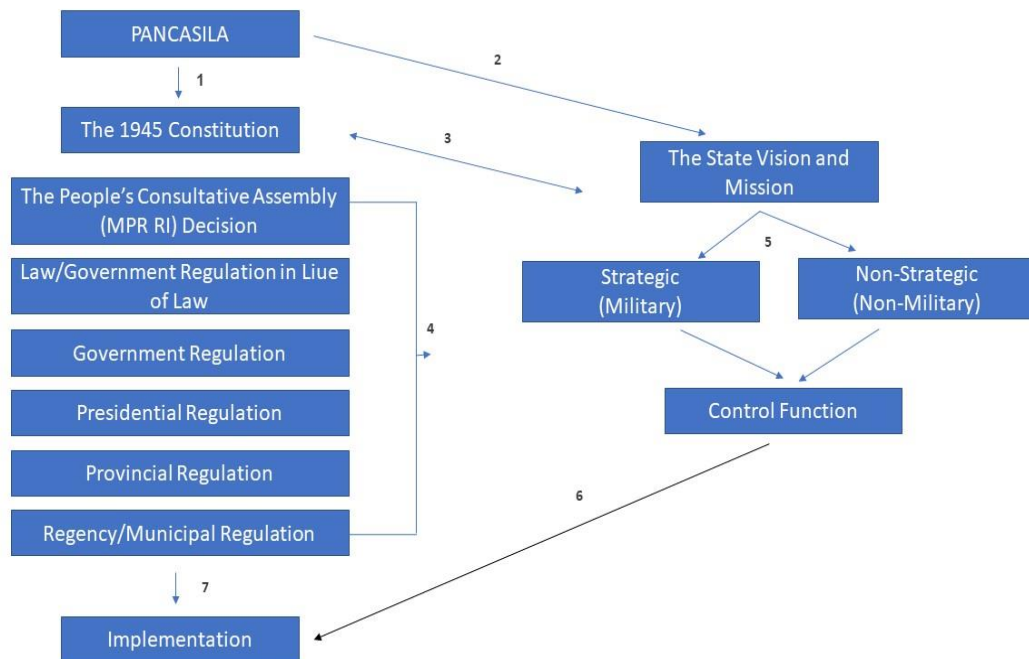 PANCASILA
1
2
The 1945 Constitution
3
The State Vision and
Mission
The People’s Consultative Assembly
(MPR RI) Decision
Law/Government Regulation in Liue
of Law
Government Regulation
Presidential Regulation
Provincial Regulation
Regency/Municipal Regulation
4
5
Strategic
(Military)
Non-Strategic
(Non-Military)
Control Function
6
7
Implementation